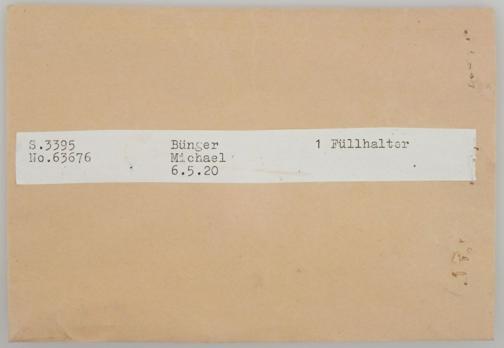 S.3395 Bünger 1 Füllhalter
No.63676 Michael
6.5.20